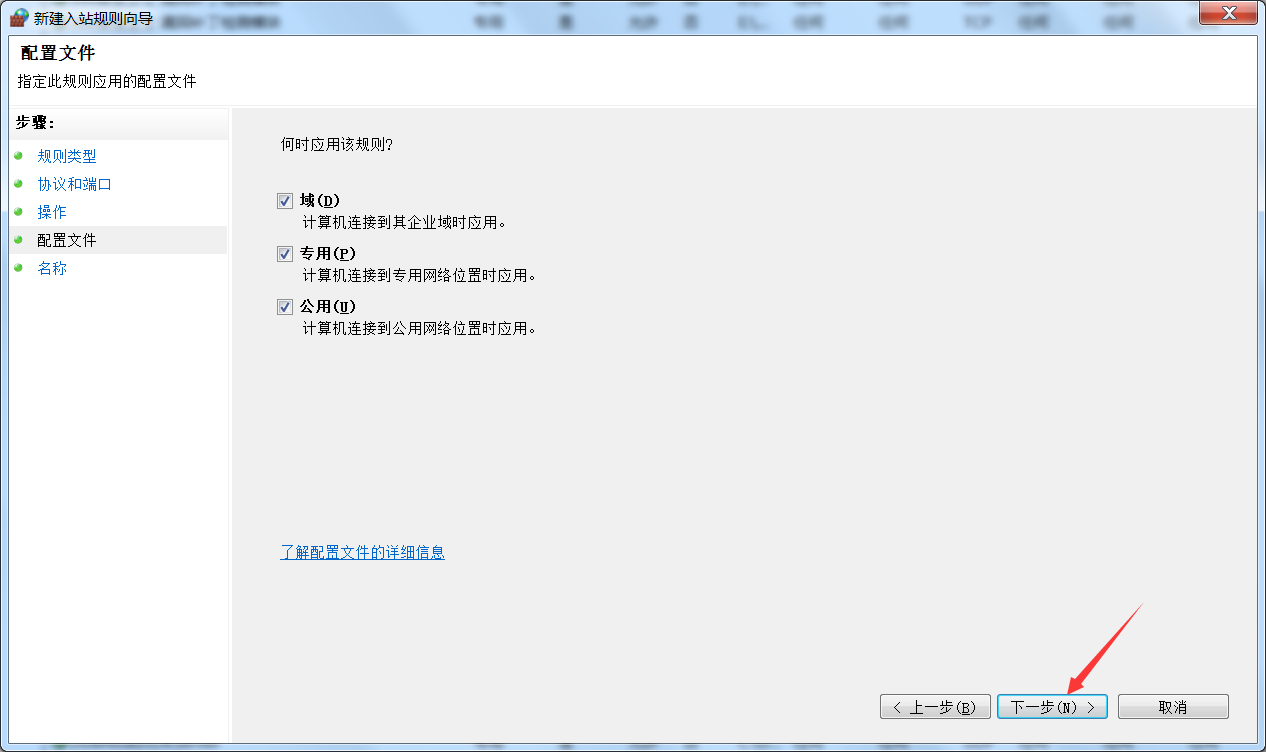 新建入站规则向导
配置文件
指定此规则应用的配置文件
步骤:
规则类型
协议和端口
操作
配置文件
名称
何时应用该规则?
域(D)
计算机连接到其企业域时应用。
专用(P)
计算机连接到专用网络位置时应用。
公用(U)
计算机连接到公用网络位置时应用。
了解配置文件的详细信息
< 上一步(B) 下一步(N) > 取消